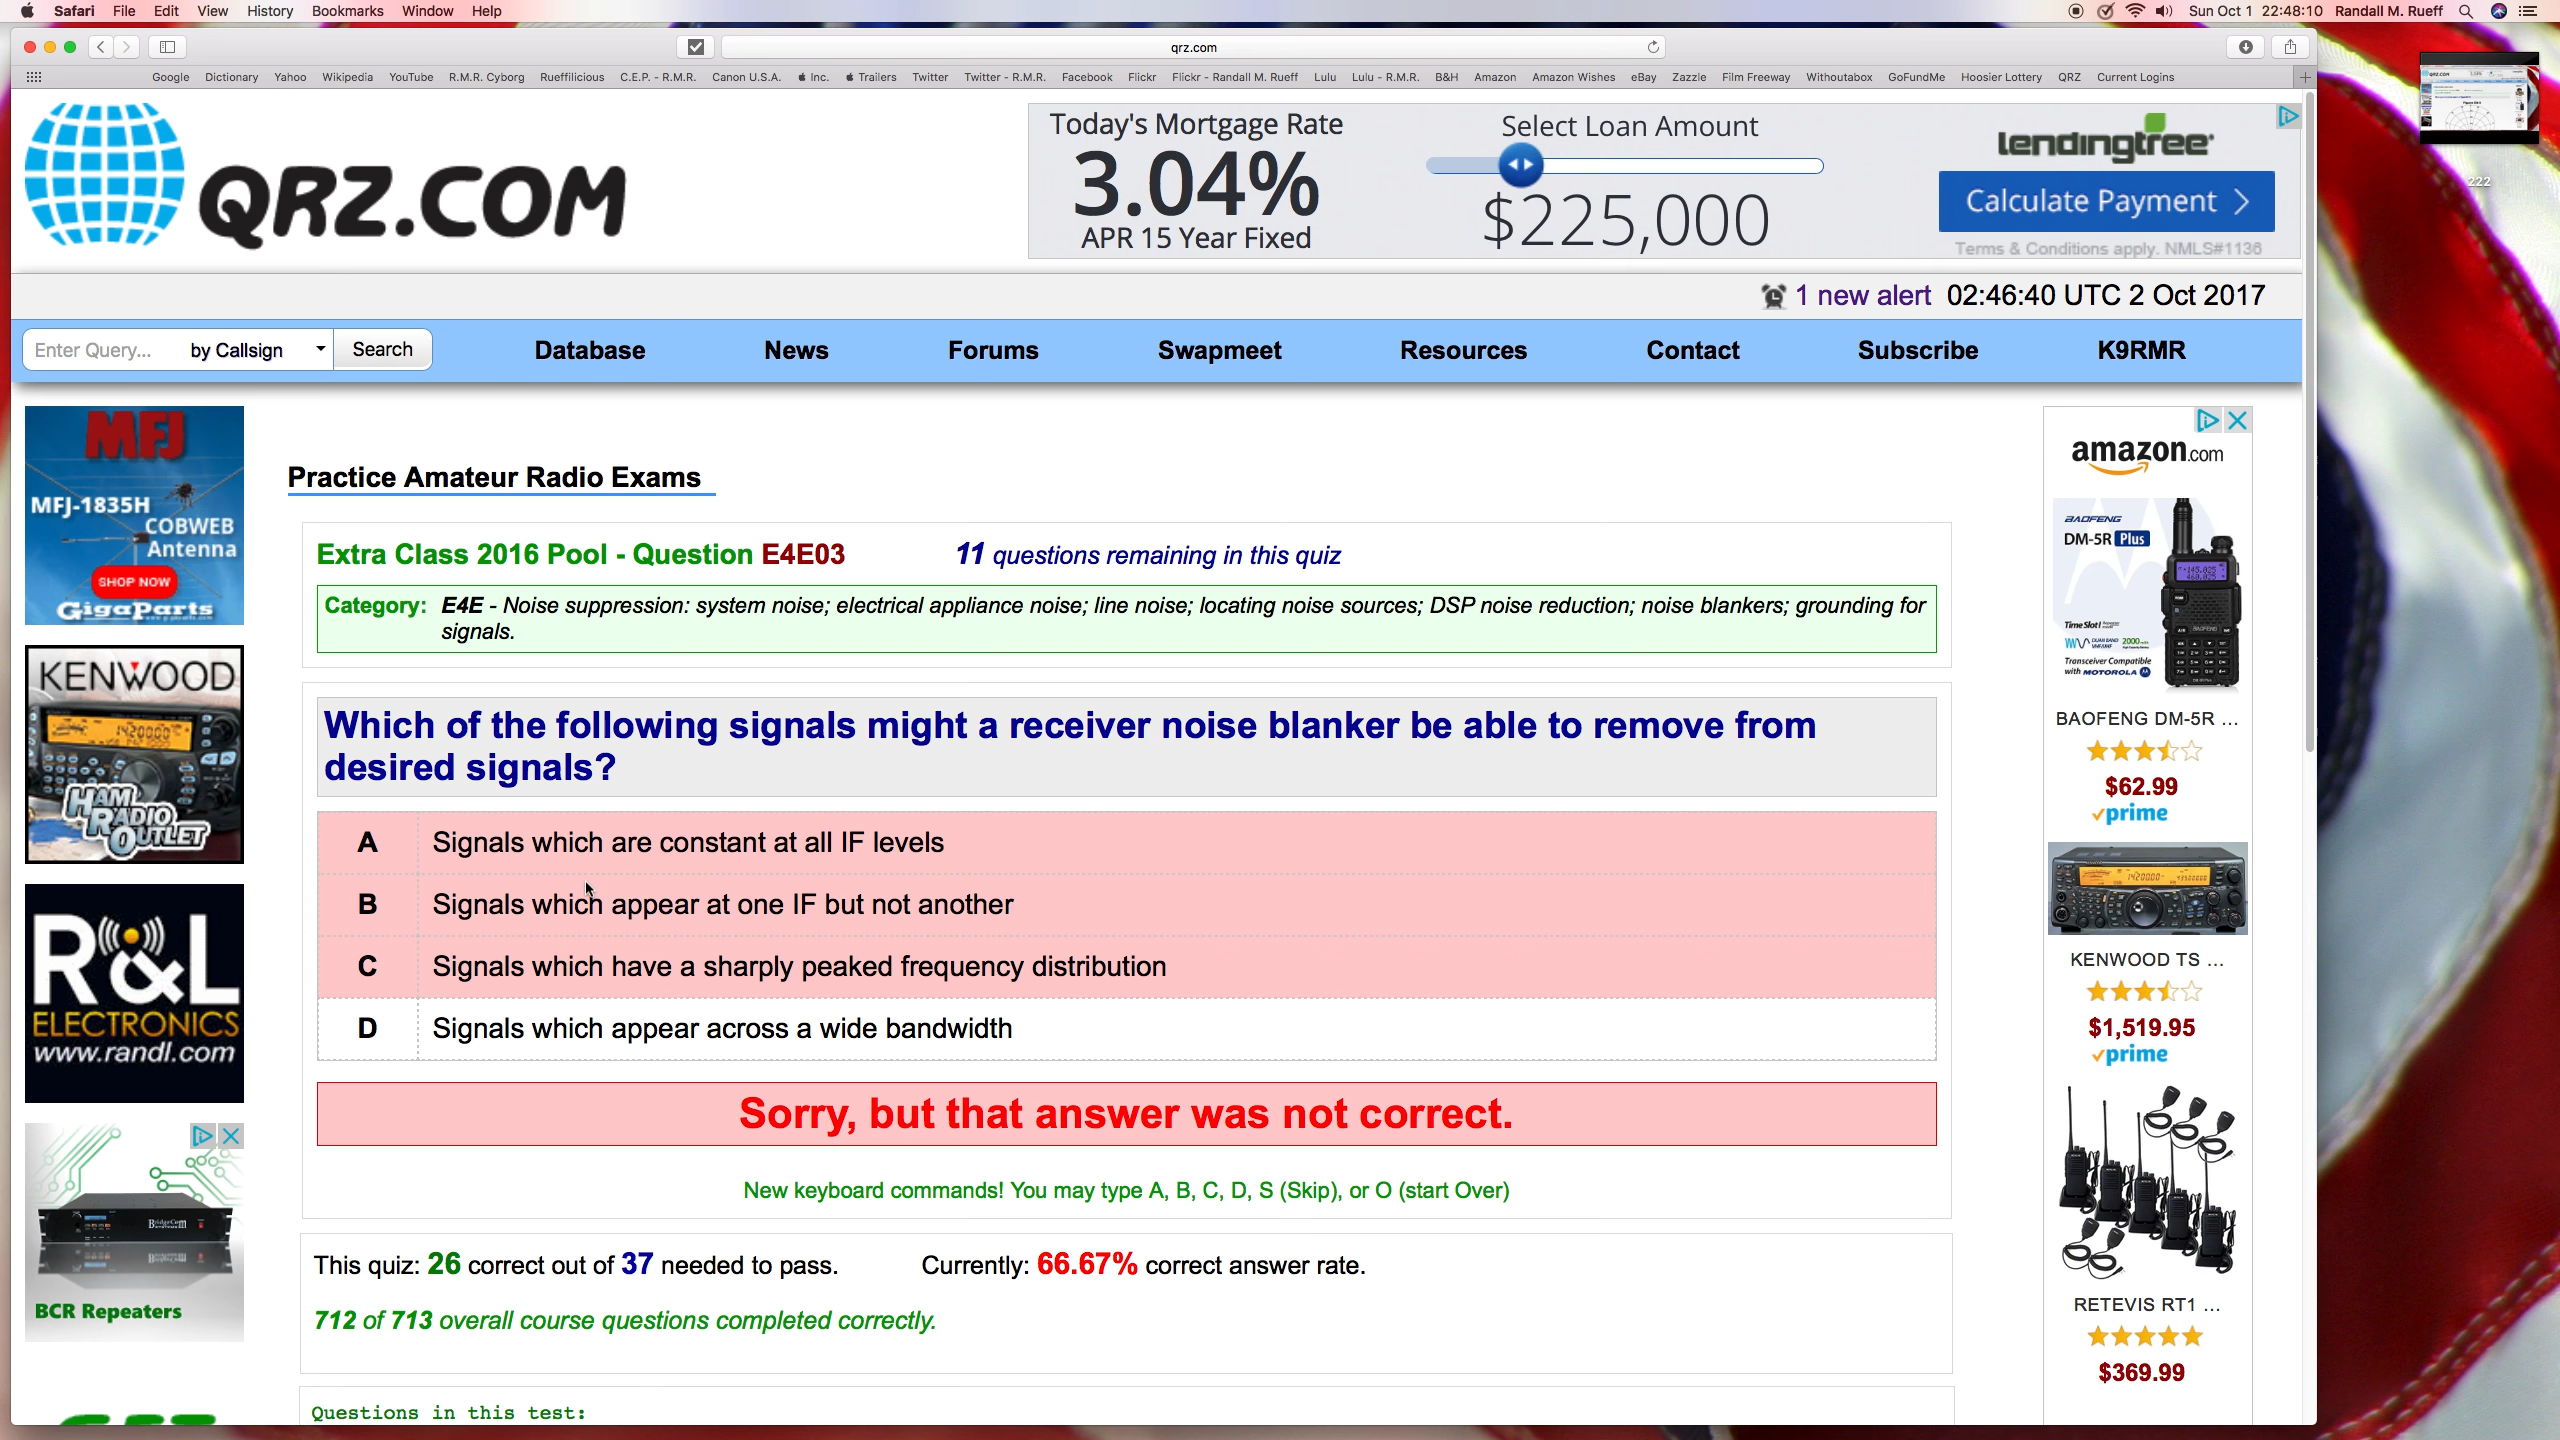 Safari File Edit View History Bookmarks Window Help
Sun Oct 1 22:48:10 Randall M. Rueff
qrz.com
Google Dictionary Yahoo Wikipedia YouTube R.M.R. Cyborg Rueffilicious C.E.P. - R.M.R. Canon U.S.A. Inc. Trailers Twitter Twitter - R.M.R. Facebook Flickr Flickr - Randall M. Rueff Lulu Lulu - R.M.R. B&H Amazon Amazon Wishes eBay Zazzle Film Freeway Withoutabox GoFundMe Hoosier Lottery QRZ Current Logins
222
QRZ.COM
Today's Mortgage Rate
3.04%
APR 15 Year Fixed
Select Loan Amount
$225,000
lendingtree
Calculate Payment
Terms & Conditions apply. NMLS#1136
1 new alert 02:46:40 UTC 2 Oct 2017
Enter Query... by Callsign Search Database News Forums Swapmeet Resources Contact Subscribe K9RMR
MFJ
MFJ-1835H
COBWEB
Antenna
SHOP NOW
GigaParts
KENWOOD
HAM RADIO OUTLET
R&L
ELECTRONICS
www.randl.com
BridgeCom
BCR Repeaters
Practice Amateur Radio Exams
Extra Class 2016 Pool - Question E4E03 11 questions remaining in this quiz
Category: E4E - Noise suppression: system noise; electrical appliance noise; line noise; locating noise sources; DSP noise reduction; noise blankers; grounding for
signals.
Which of the following signals might a receiver noise blanker be able to remove from
desired signals?
A Signals which are constant at all IF levels
B Signals which appear at one IF but not another
C Signals which have a sharply peaked frequency distribution
D Signals which appear across a wide bandwidth
Sorry, but that answer was not correct.
New keyboard commands! You may type A, B, C, D, S (Skip), or O (start Over)
This quiz: 26 correct out of 37 needed to pass. Currently: 66.67% correct answer rate.
712 of 713 overall course questions completed correctly.
Questions in this test:
amazon.com
BAOFENG
DM-5R Plus
Transceiver Compatible
with MOTOROLA
BAOFENG DM-5R ...
$62.99
prime
KENWOOD TS ...
$1,519.95
prime
RETEVIS RT1 ...
$369.99